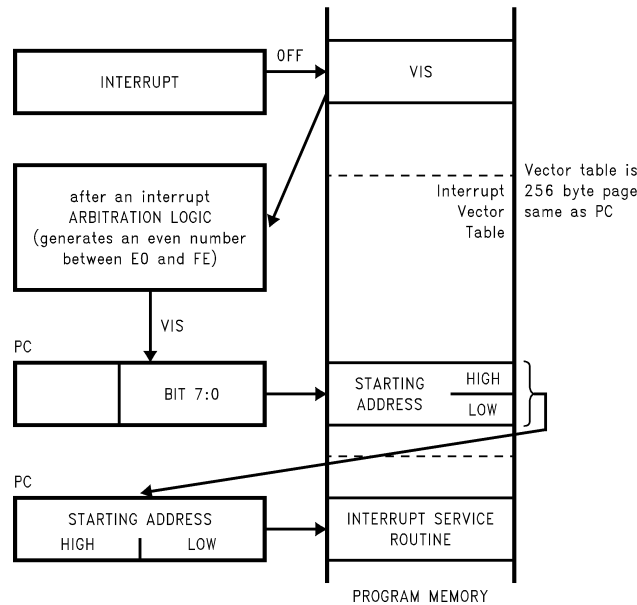 OFF
INTERRUPT
VIS
after an interrupt
ARBITRATION LOGIC
(generates an even number
between E0 and FE)
Interrupt
Vector
Table
Vector table is
256 byte page
same as PC
VIS
PC
BIT 7:0
STARTING
ADDRESS
HIGH
LOW
PC
STARTING ADDRESS
HIGH
LOW
INTERRUPT SERVICE
ROUTINE
PROGRAM MEMORY